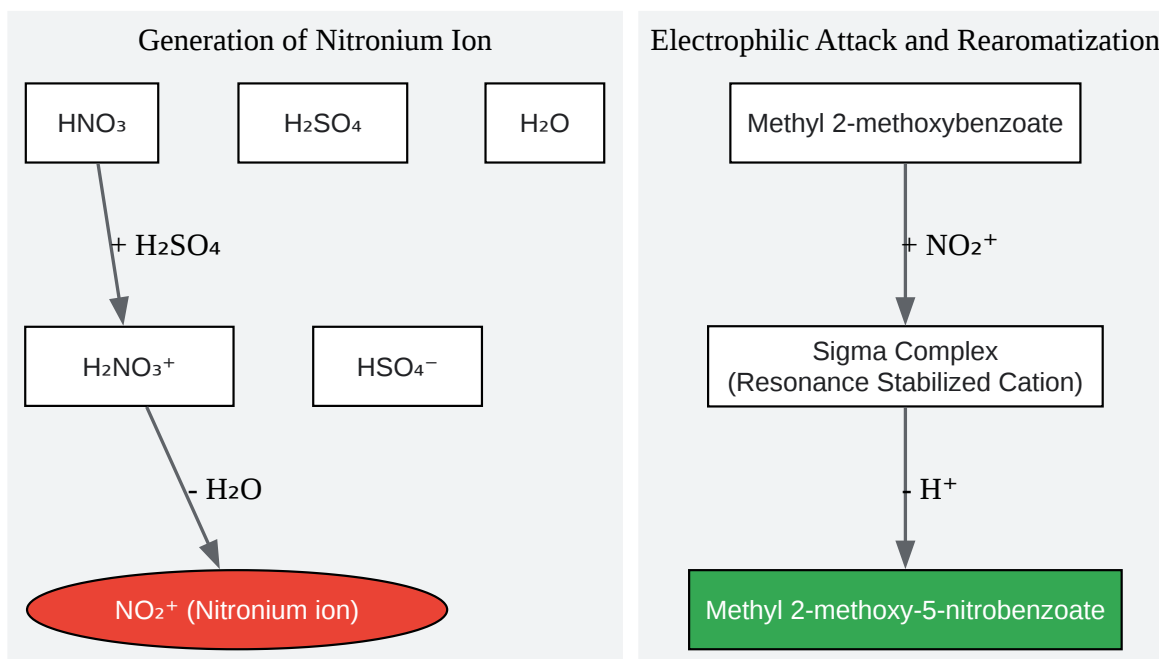 Generation of Nitronium Ion
HNO₃
H₂SO₄
H₂O
+ H₂SO₄
H₂NO₃⁺
HSO₄⁻
- H₂O
NO₂⁺ (Nitronium ion)
Electrophilic Attack and Rearomatization
Methyl 2-methoxybenzoate
+ NO₂⁺
Sigma Complex
(Resonance Stabilized Cation)
- H⁺
Methyl 2-methoxy-5-nitrobenzoate